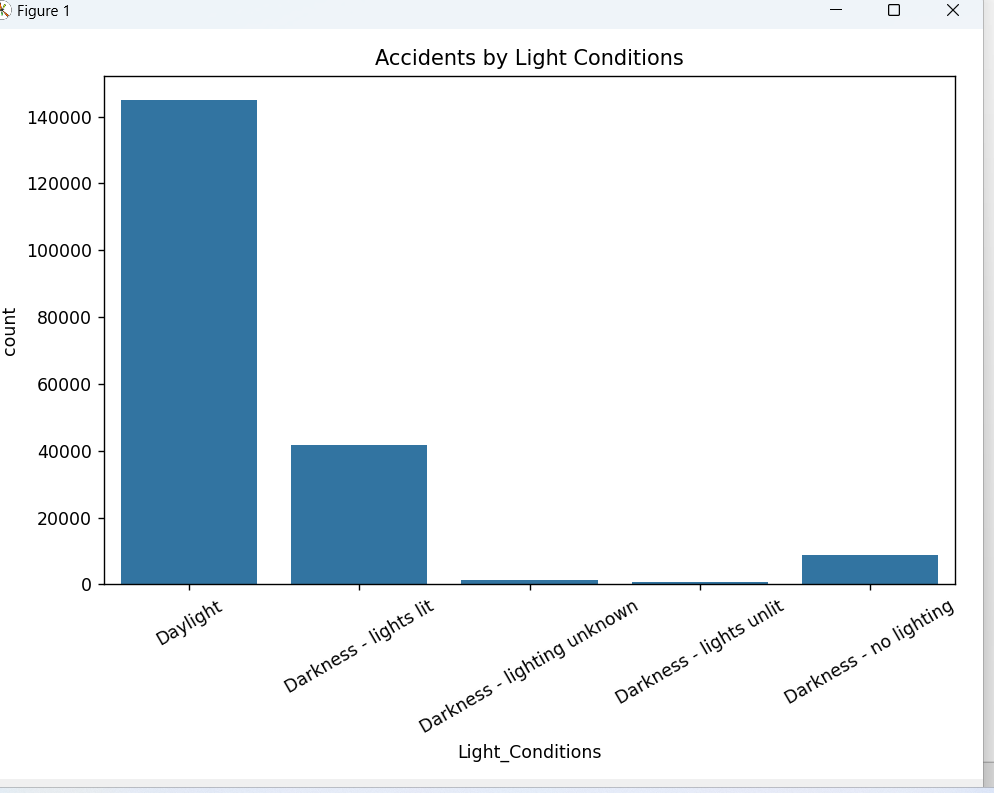 Figure 1
Accidents by Light Conditions
140000
120000
100000
80000
60000
40000
20000
0
count
Daylight
Darkness - lights lit
Darkness - lighting unknown
Darkness - lights unlit
Darkness - no lighting
Light_Conditions